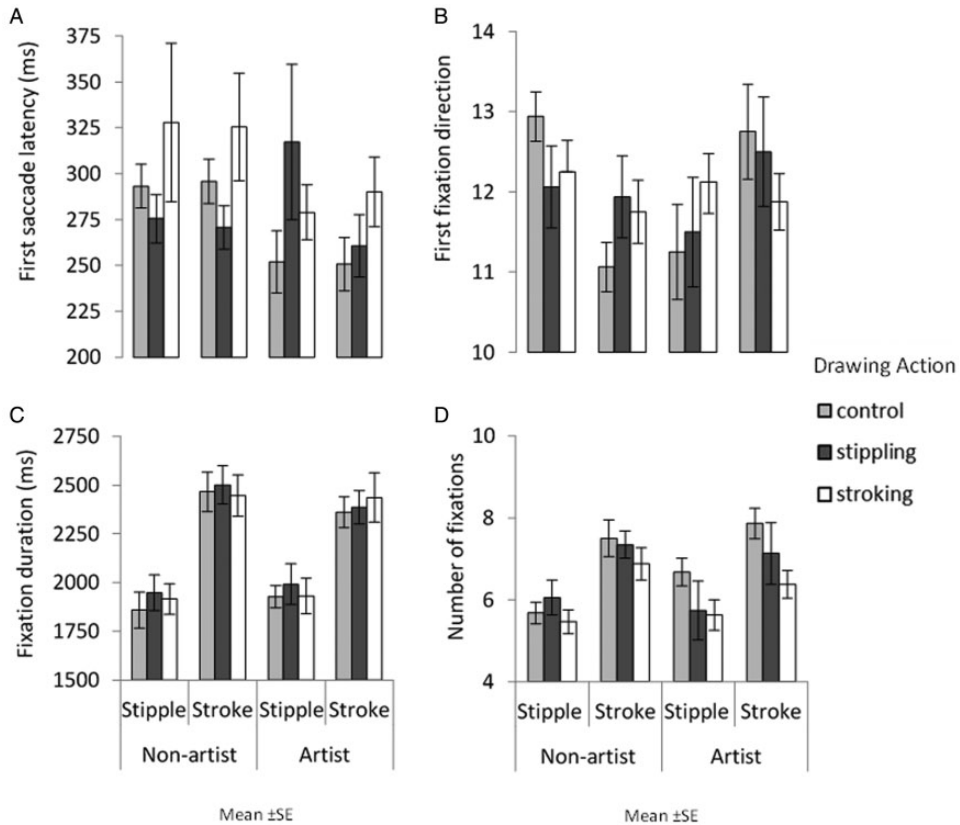 A
First saccade latency (ms)
375
350
325
300
275
250
225
200
B
First fixation direction
14
13
12
11
10
Drawing Action
control
stippling
stroking
C
Fixation duration (ms)
2750
2500
2250
2000
1750
1500
Stipple Stroke Stipple Stroke
Non-artist Artist
Mean ±SE
D
Number of fixations
10
8
6
4
Stipple Stroke Stipple Stroke
Non-artist Artist
Mean ±SE